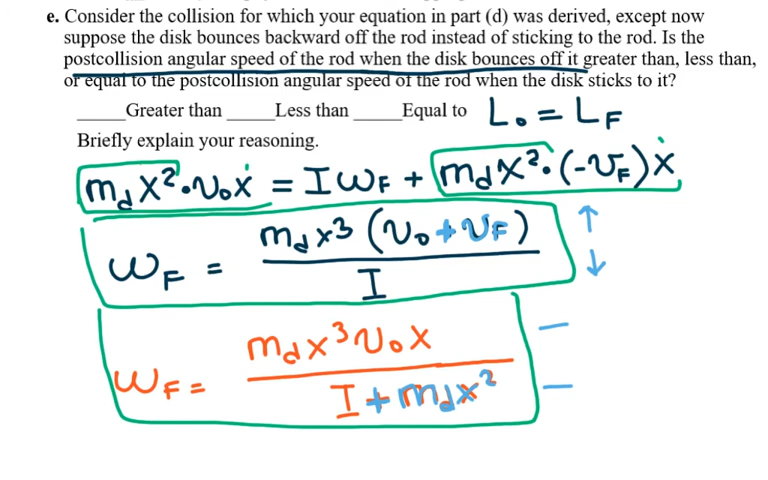 e. Consider the collision for which your equation in part (d) was derived, except now
suppose the disk bounces backward off the rod instead of sticking to the rod. Is the
postcollision angular speed of the rod when the disk bounces off it greater than, less than,
or equal to the postcollision angular speed of the rod when the disk sticks to it?
_____Greater than _____Less than _____Equal to L₀ = L_F
Briefly explain your reasoning.
m_d x² · v₀ x = I ω_F + m_d x² · (-v_F) x
ω_F = m_d x³ (v₀ + v_F) / I ↑ ↓
ω_F = m_d x³ v₀ x / I + m_d x² — —